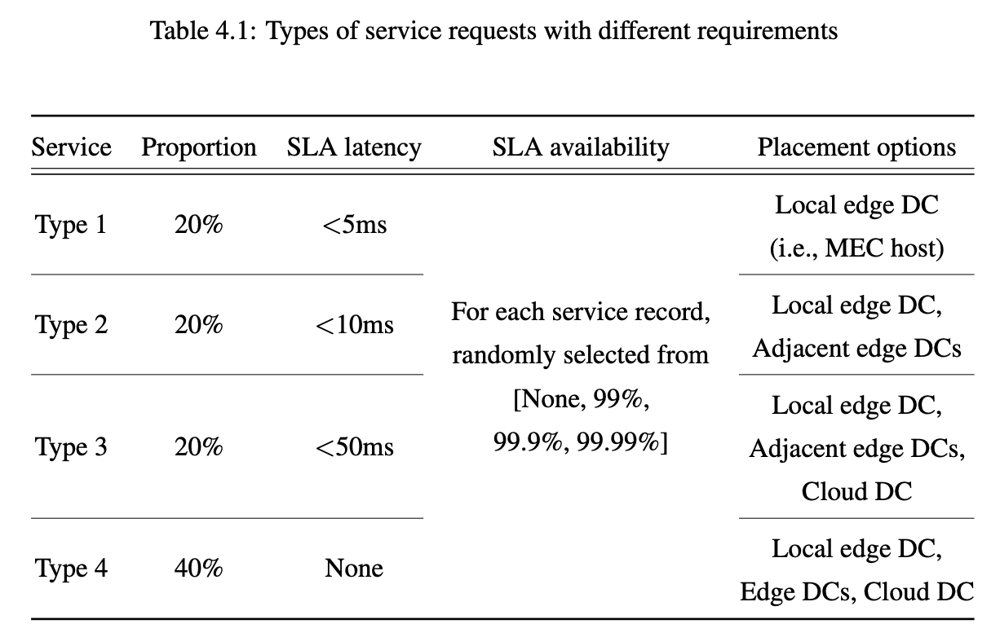 Table 4.1: Types of service requests with different requirements
Service Proportion SLA latency SLA availability Placement options
Type 1 20% <5ms
Local edge DC
(i.e., MEC host)
Type 2 20% <10ms
Local edge DC,
Adjacent edge DCs
For each service record,
randomly selected from
[None, 99%,
99.9%, 99.99%]
Type 3 20% <50ms
Local edge DC,
Adjacent edge DCs,
Cloud DC
Type 4 40% None
Local edge DC,
Edge DCs, Cloud DC